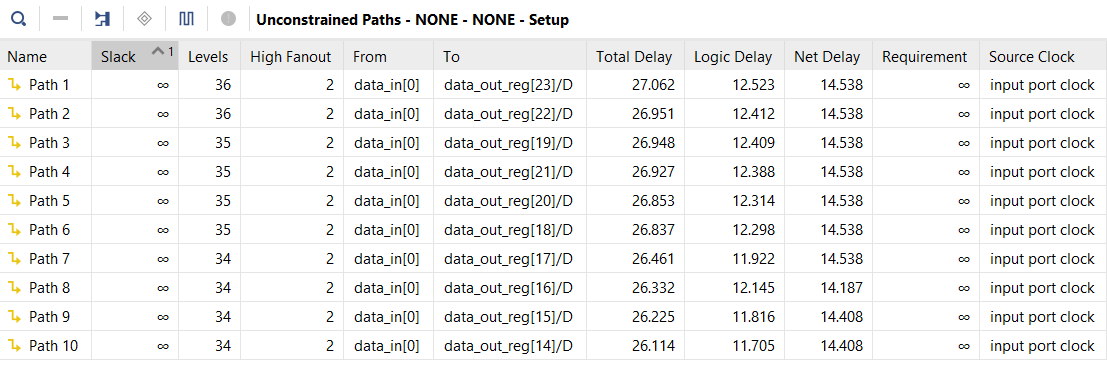 Unconstrained Paths - NONE - NONE - Setup
Name Slack 1 Levels High Fanout From To Total Delay Logic Delay Net Delay Requirement Source Clock
Path 1 ∞ 36 2 data_in[0] data_out_reg[23]/D 27.062 12.523 14.538 ∞ input port clock
Path 2 ∞ 36 2 data_in[0] data_out_reg[22]/D 26.951 12.412 14.538 ∞ input port clock
Path 3 ∞ 35 2 data_in[0] data_out_reg[19]/D 26.948 12.409 14.538 ∞ input port clock
Path 4 ∞ 35 2 data_in[0] data_out_reg[21]/D 26.927 12.388 14.538 ∞ input port clock
Path 5 ∞ 35 2 data_in[0] data_out_reg[20]/D 26.853 12.314 14.538 ∞ input port clock
Path 6 ∞ 35 2 data_in[0] data_out_reg[18]/D 26.837 12.298 14.538 ∞ input port clock
Path 7 ∞ 34 2 data_in[0] data_out_reg[17]/D 26.461 11.922 14.538 ∞ input port clock
Path 8 ∞ 34 2 data_in[0] data_out_reg[16]/D 26.332 12.145 14.187 ∞ input port clock
Path 9 ∞ 34 2 data_in[0] data_out_reg[15]/D 26.225 11.816 14.408 ∞ input port clock
Path 10 ∞ 34 2 data_in[0] data_out_reg[14]/D 26.114 11.705 14.408 ∞ input port clock